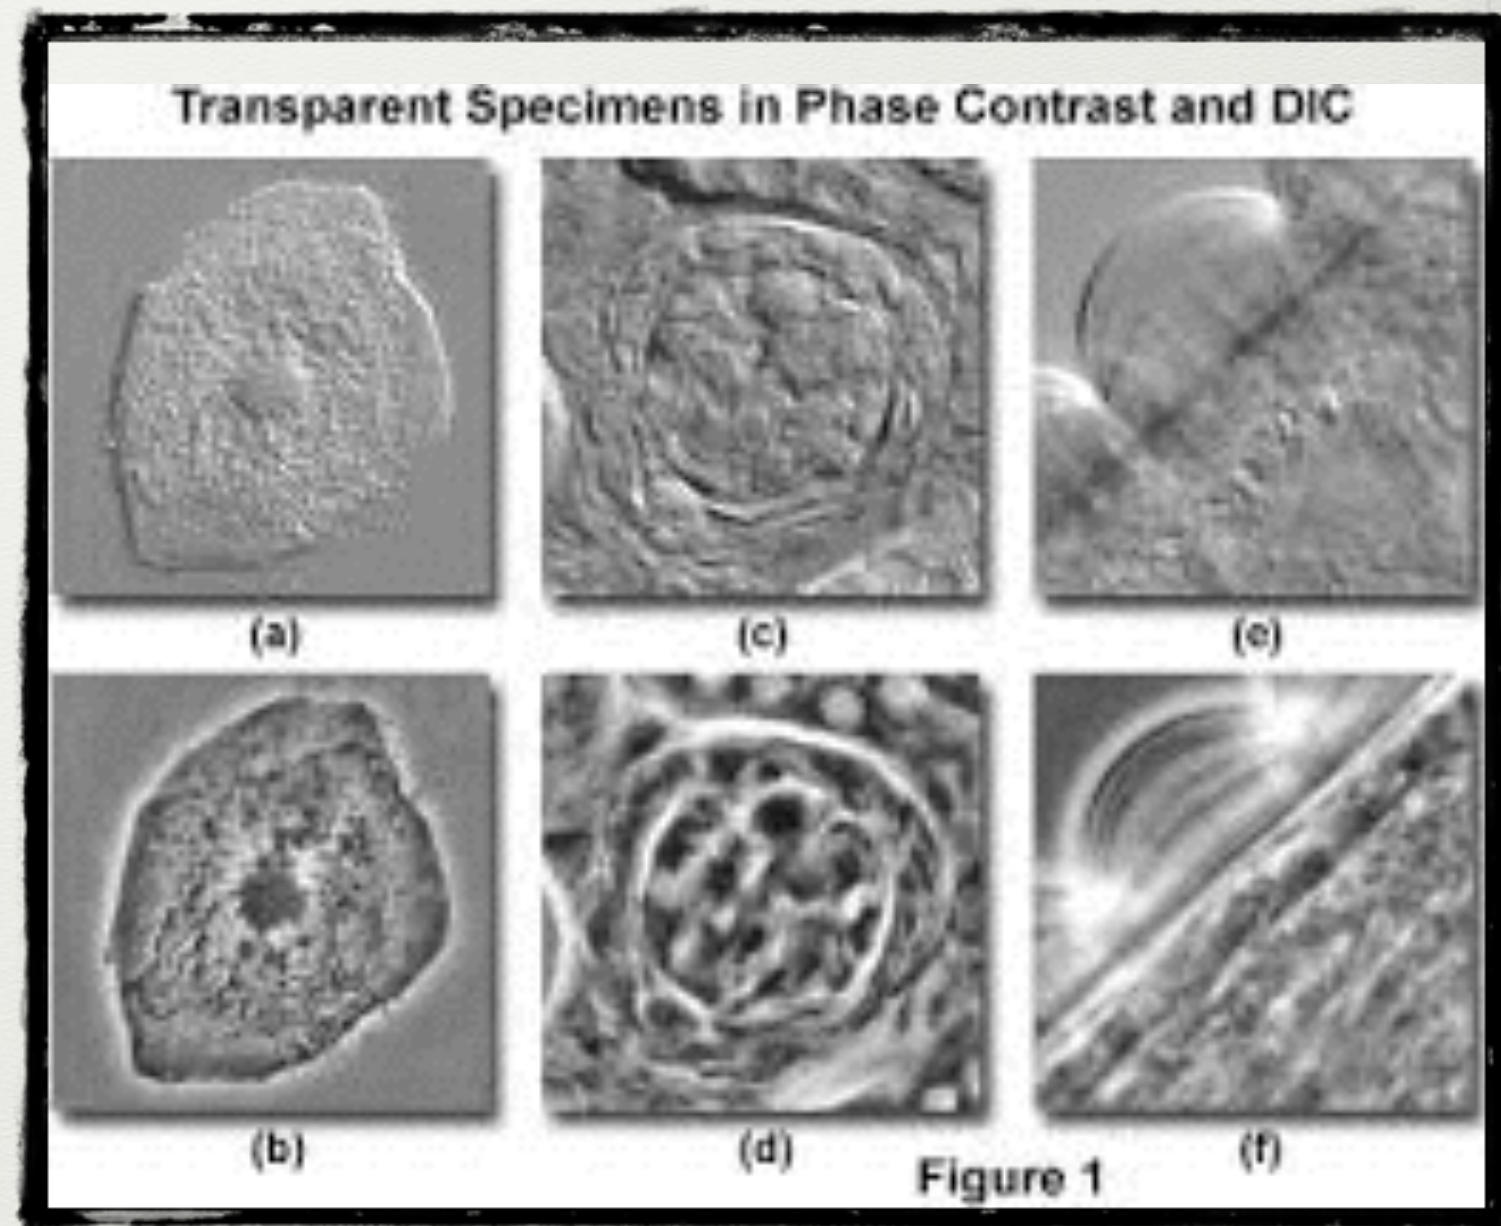 Transparent Specimens in Phase Contrast and DIC
(a) (c) (e)
(b) (d) (f)
Figure 1